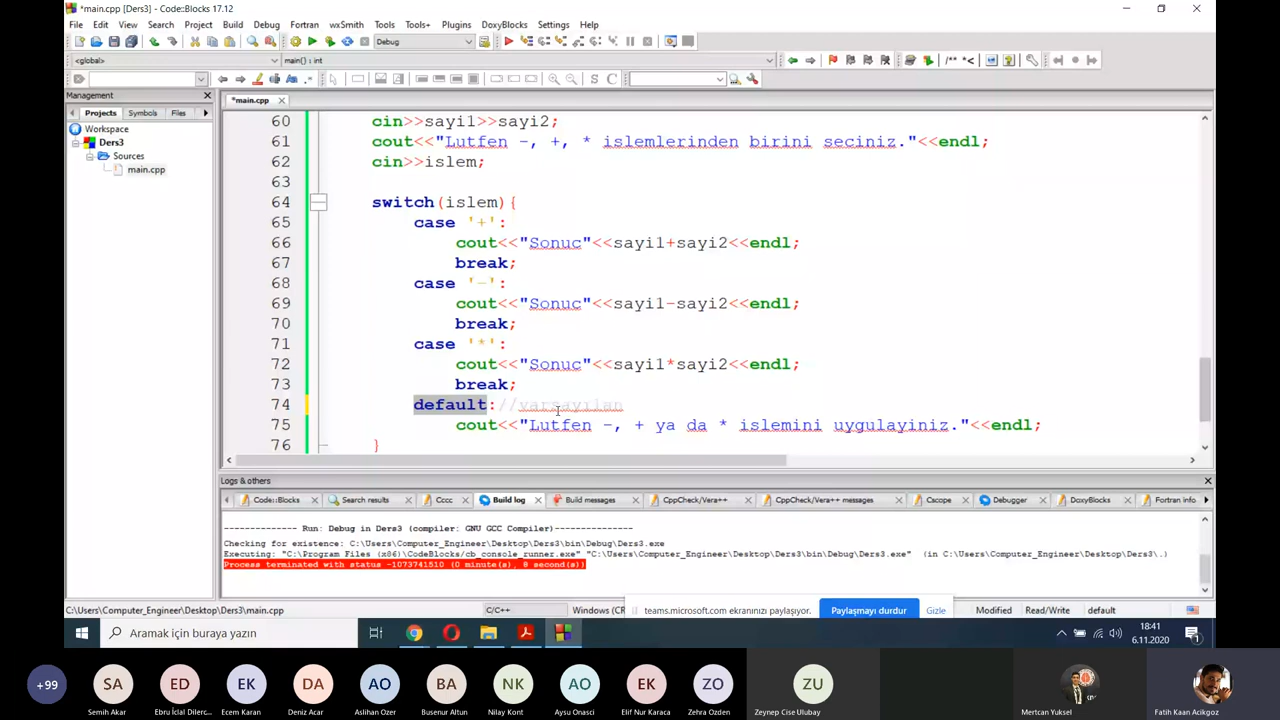 *main.cpp [Ders3] - Code::Blocks 17.12
File Edit View Search Project Build Debug Fortran wxSmith Tools Tools+ Plugins DoxyBlocks Settings Help
Debug
<global> main() : int
/** *<
S C
Management
*main.cpp
Projects Symbols Files
Workspace
Ders3
Sources
main.cpp
60 cin>>sayi1>>sayi2;
61 cout<<"Lutfen -, +, * islemlerinden birini seciniz."<<endl;
62 cin>>islem;
63
64 switch(islem){
65 case '+':
66 cout<<"Sonuc"<<sayi1+sayi2<<endl;
67 break;
68 case '-':
69 cout<<"Sonuc"<<sayi1-sayi2<<endl;
70 break;
71 case '*':
72 cout<<"Sonuc"<<sayi1*sayi2<<endl;
73 break;
74 default://varsayılan
75 cout<<"Lutfen -, + ya da * islemini uygulayiniz."<<endl;
76 }
Logs & others
Code::Blocks Search results Cccc Build log Build messages CppCheck/Vera++ CppCheck/Vera++ messages Cscope Debugger DoxyBlocks Fortran info
-------------- Run: Debug in Ders3 (compiler: GNU GCC Compiler)---------------
Checking for existence: C:\Users\Computer_Engineer\Desktop\Ders3\bin\Debug\Ders3.exe
Executing: "C:\Program Files (x86)\CodeBlocks/cb_console_runner.exe" "C:\Users\Computer_Engineer\Desktop\Ders3\bin\Debug\Ders3.exe" (in C:\Users\Computer_Engineer\Desktop\Ders3\.)
Process terminated with status -1073741510 (0 minute(s), 8 second(s))
teams.microsoft.com ekranınızı paylaşıyor. Paylaşmayı durdur Gizle
C:\Users\Computer_Engineer\Desktop\Ders3\main.cpp C/C++ Windows (CR Modified Read/Write default
Aramak için buraya yazın
18:41
6.11.2020
+99 SA ED EK DA AO BA NK AO EK ZO ZU
Semih Akar Ebru İclal Dilerc... Ecem Karan Deniz Acar Aslihan Ozer Busenur Altun Nilay Kont Aysu Onasci Elif Nur Karaca Zehra Ozden Zeynep Cise Ulubay Mertcan Yuksel Fatih Kaan Acikgoz